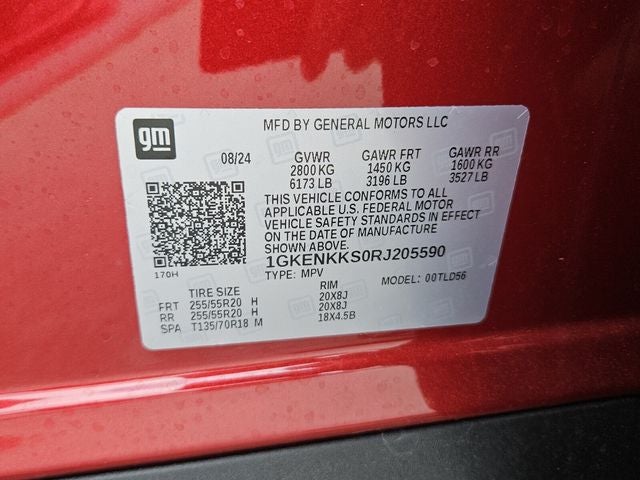 MFD BY GENERAL MOTORS LLC
gm
08/24 GVWR GAWR FRT GAWR RR
2800 KG 1450 KG 1600 KG
6173 LB 3196 LB 3527 LB
THIS VEHICLE CONFORMS TO ALL
APPLICABLE U.S. FEDERAL MOTOR
VEHICLE SAFETY STANDARDS IN EFFECT
ON THE DATE OF MANUFACTURE
SHOWN ABOVE.
170H
1GKENKKS0RJ205590
TYPE: MPV MODEL: 00TLD56
TIRE SIZE RIM
FRT 255/55R20 H 20X8J
RR 255/55R20 H 20X8J
SPA T135/70R18 M 18X4.5B